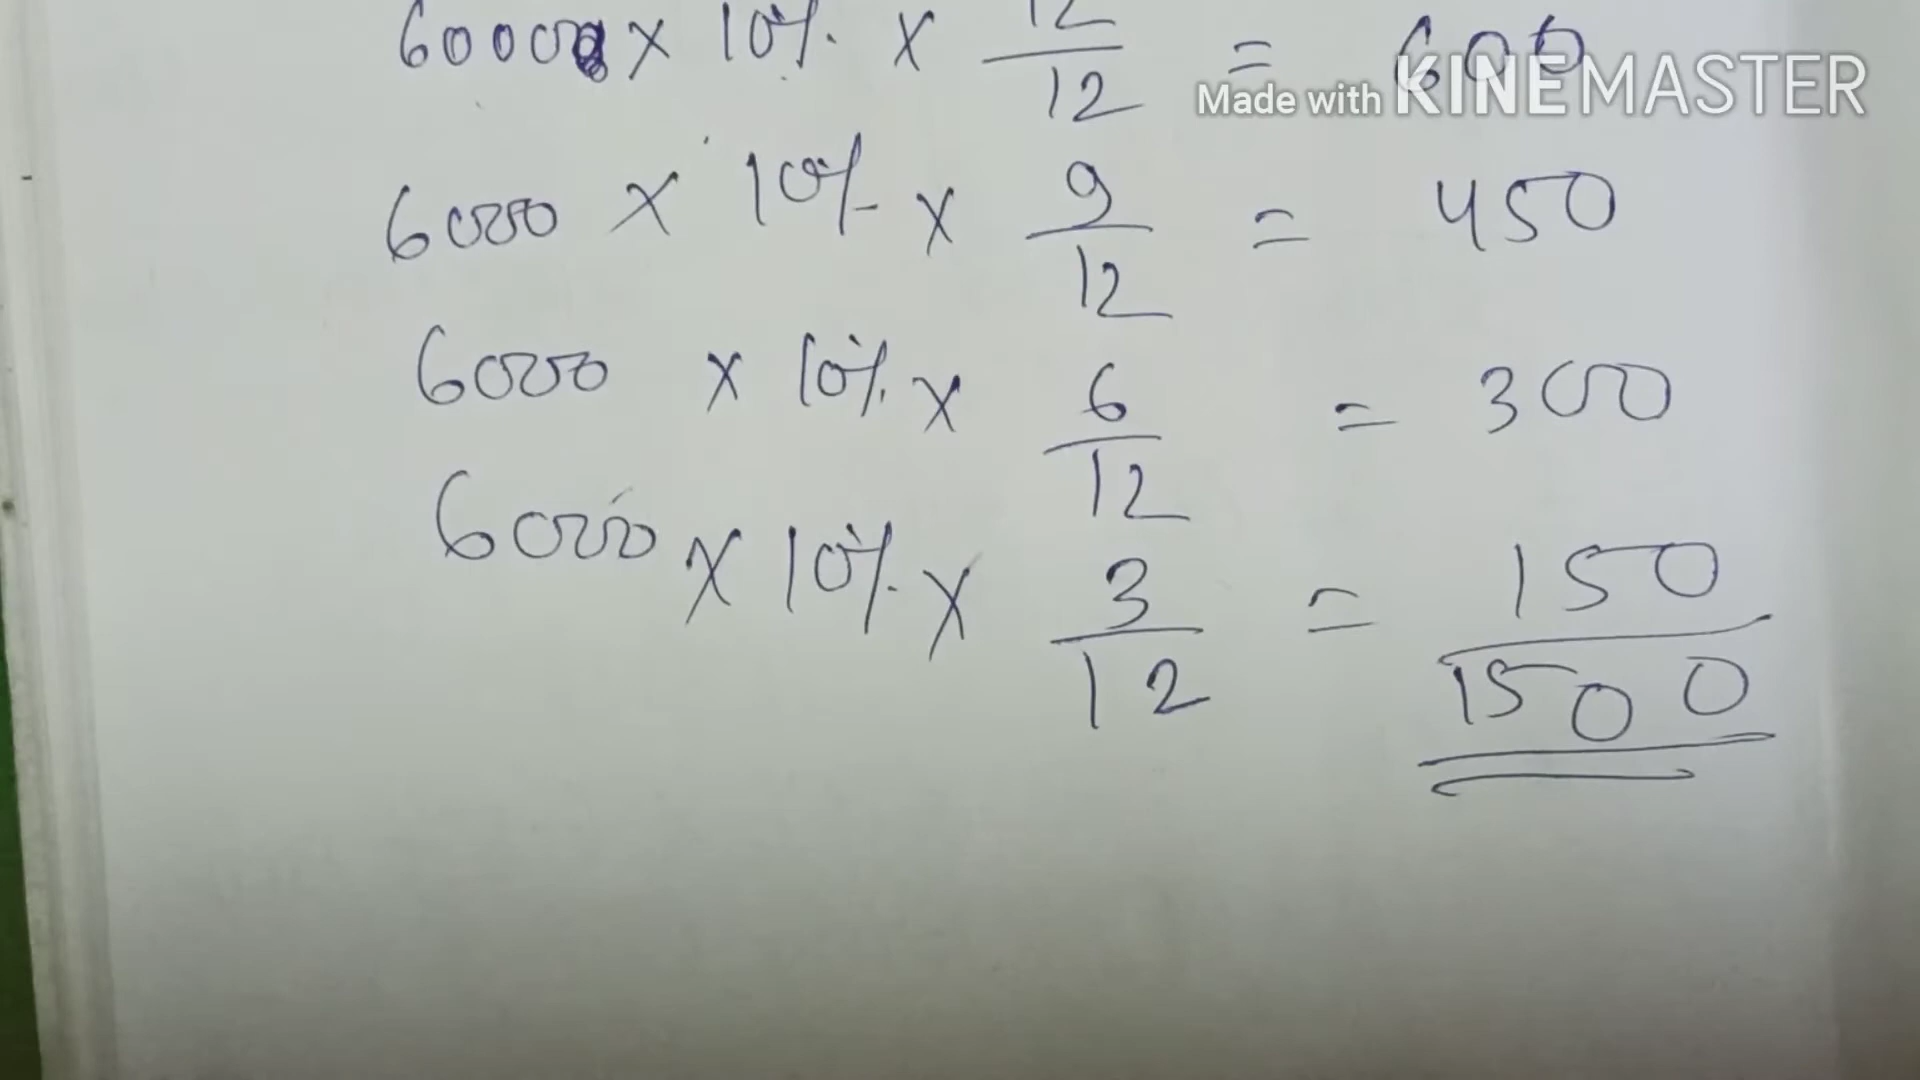 6000 x 10% x 12/12 = 600
Made with KINEMASTER
6000 x 10% x 9/12 = 450
6000 x 10% x 6/12 = 300
6000 x 10% x 3/12 = 150
1500